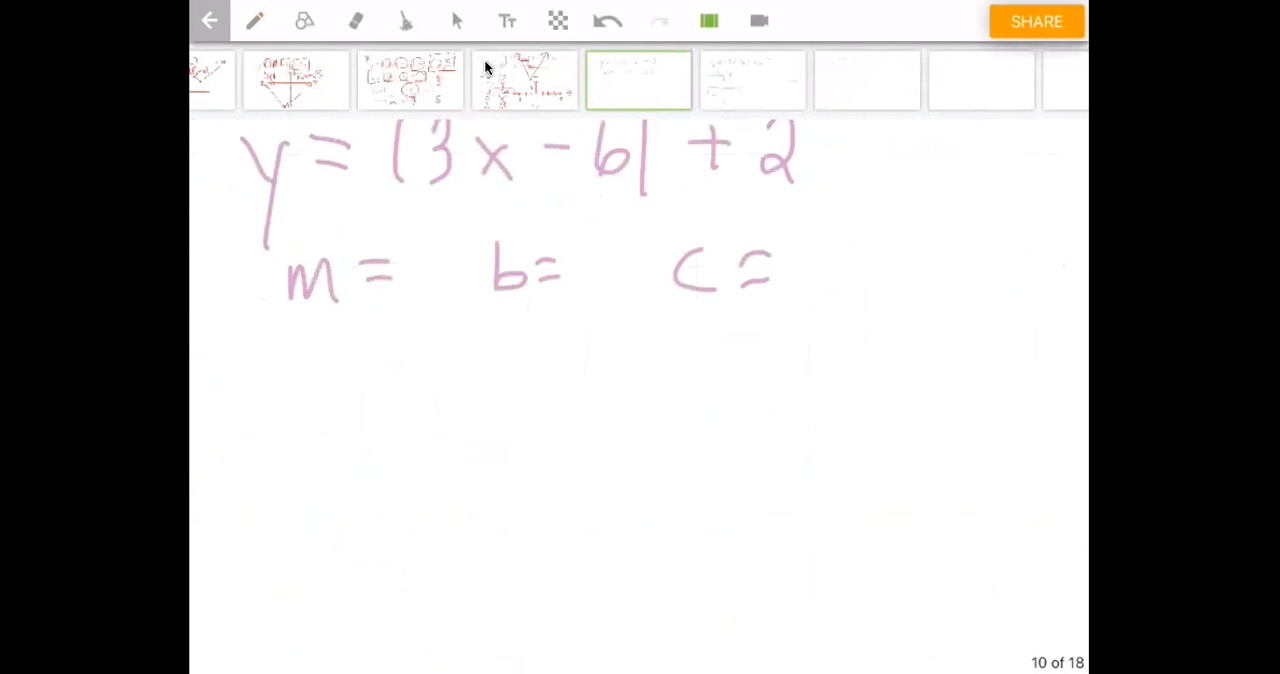 SHARE
y = |3x - 6| + 2
m = b = c =
10 of 18